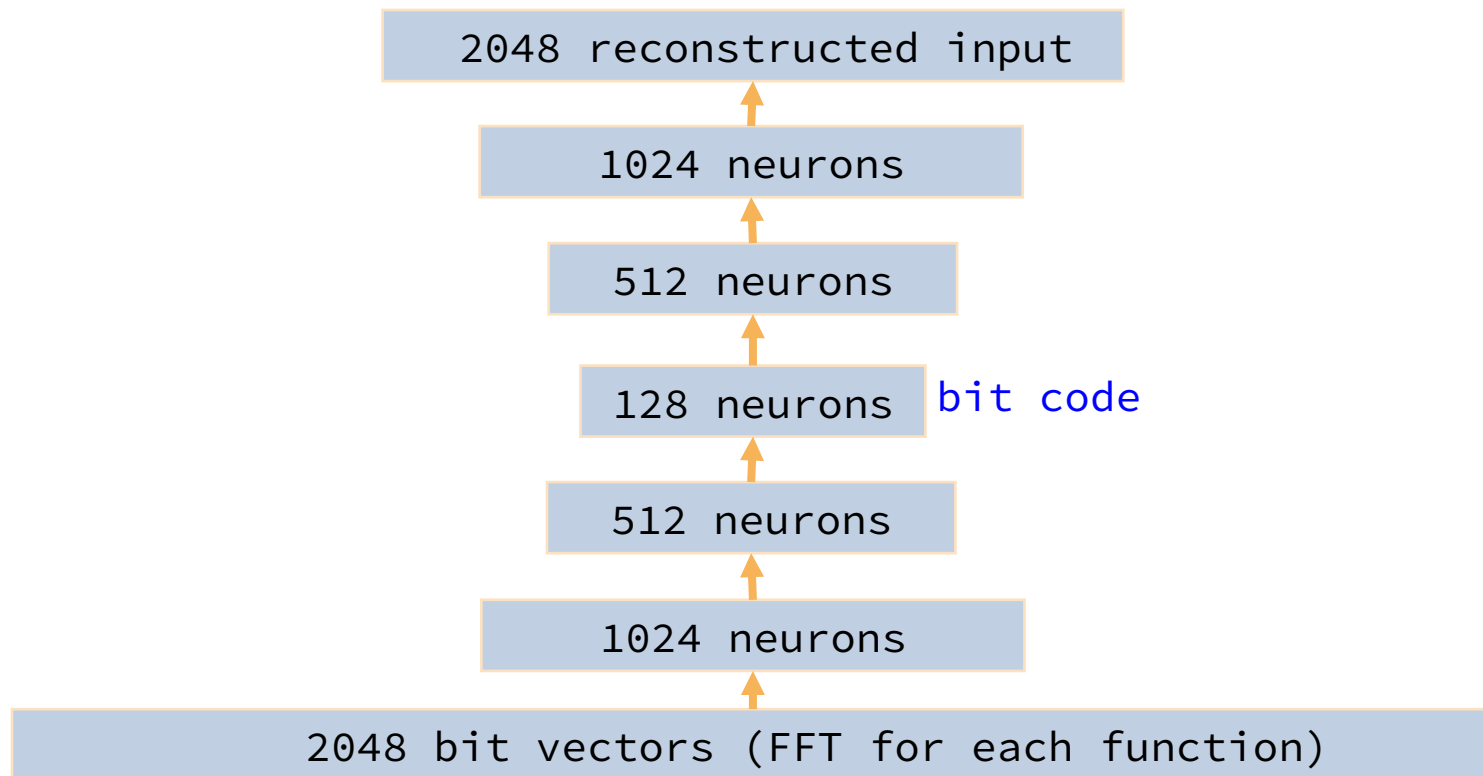 2048 reconstructed input
1024 neurons
512 neurons
128 neurons bit code
512 neurons
1024 neurons
2048 bit vectors (FFT for each function)